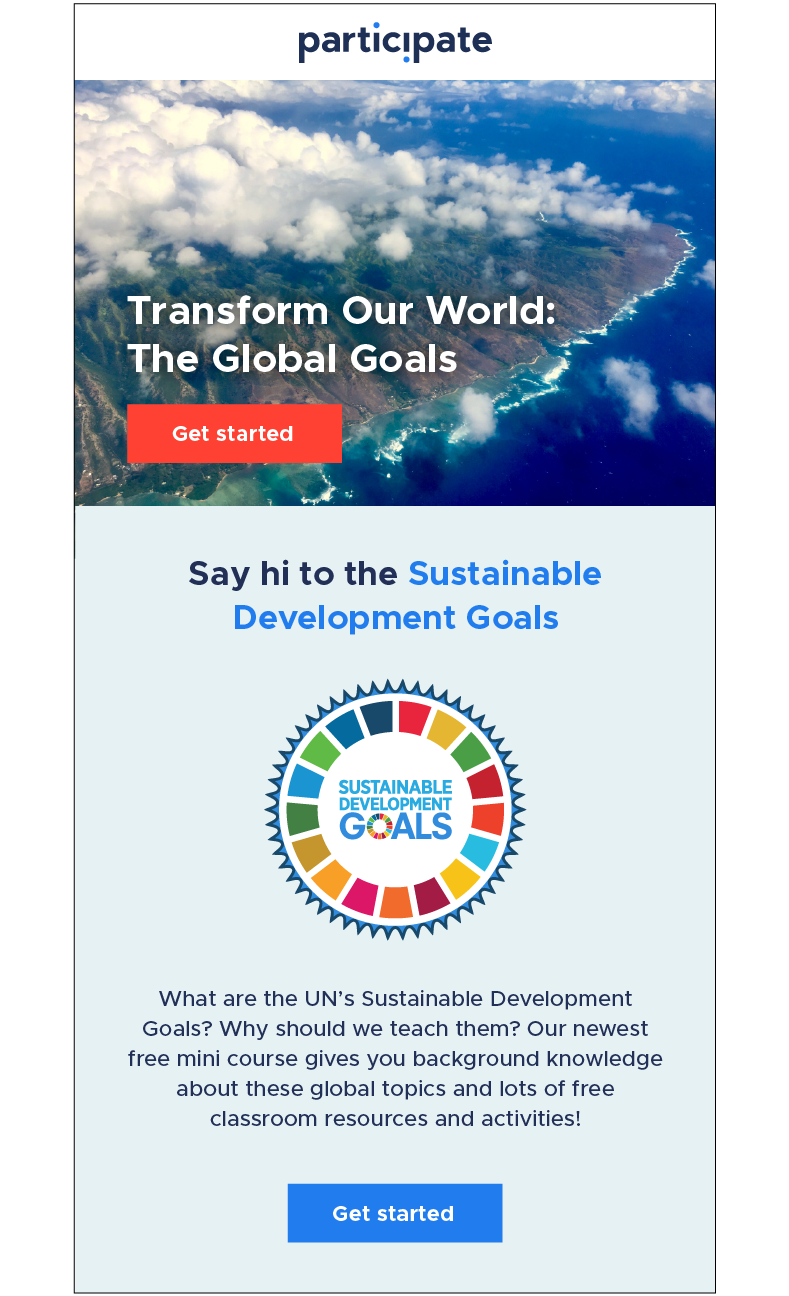 participate
Transform Our World:
The Global Goals
Get started
Say hi to the Sustainable
Development Goals
SUSTAINABLE
DEVELOPMENT
GOALS
What are the UN’s Sustainable Development
Goals? Why should we teach them? Our newest
free mini course gives you background knowledge
about these global topics and lots of free
classroom resources and activities!
Get started